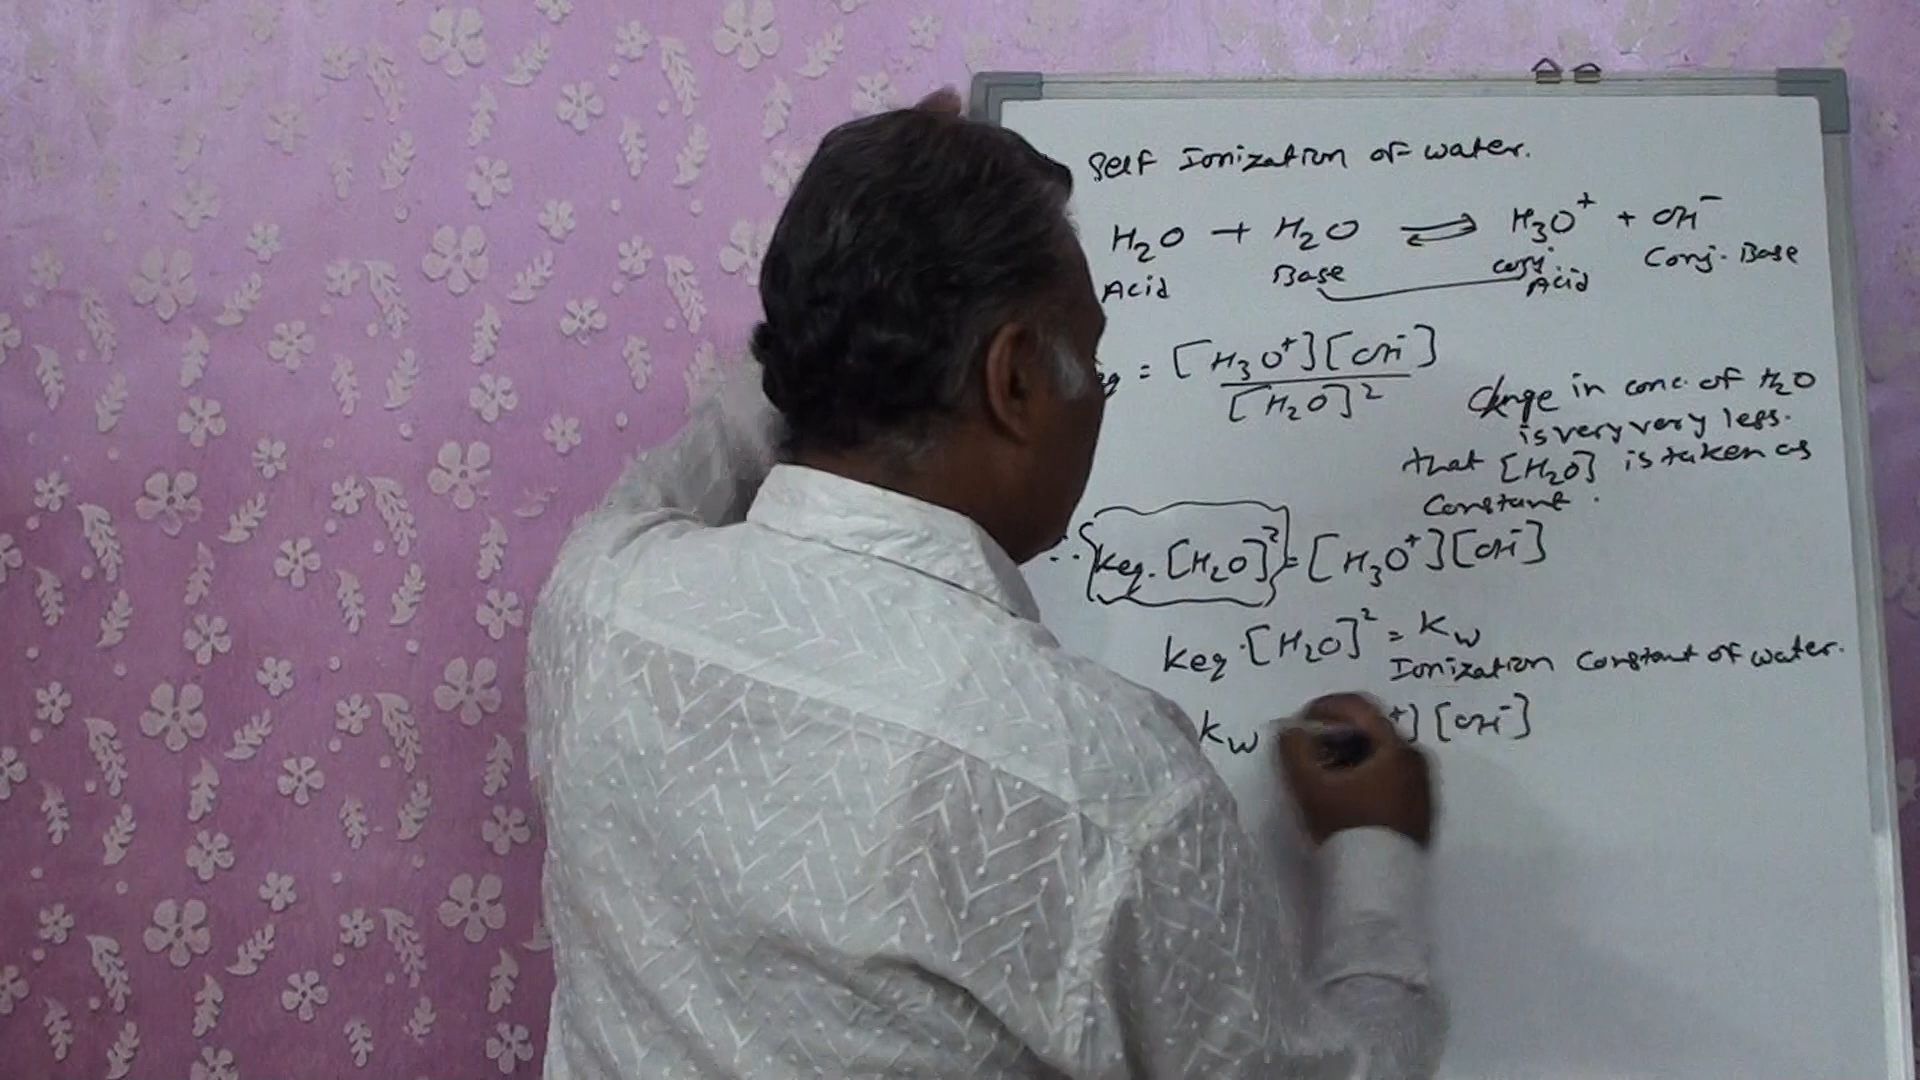 Self Ionization of water.
H2O + H2O ⇌ H3O+ + OH-
Acid Base Conj. Acid Conj. Base
eq = [H3O+][OH-] / [H2O]2
Change in conc. of H2O
is very very less.
that [H2O] is taken as
Constant.
∴ Keq. [H2O]2 = [H3O+][OH-]
Keq. [H2O]2 = Kw
Ionization Constant of water.
Kw +] [OH-]